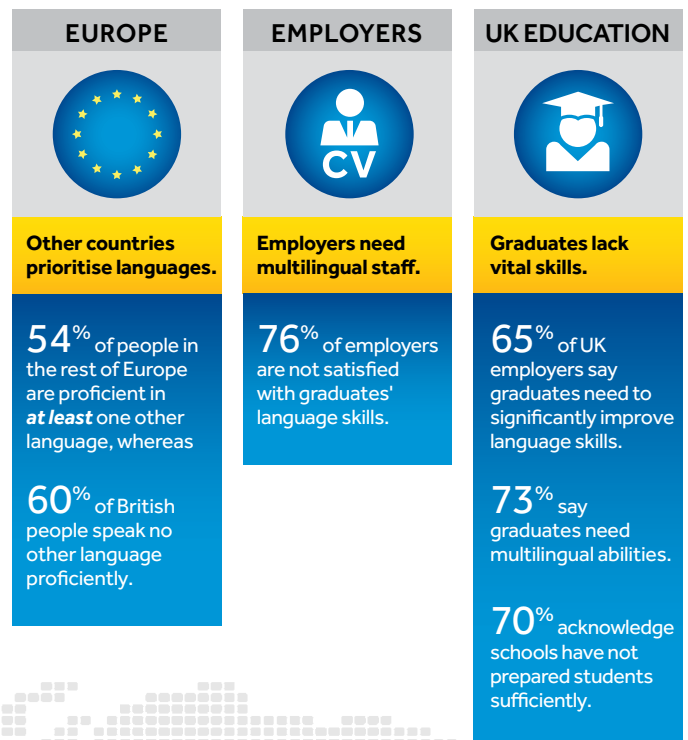 EUROPE
Other countries
prioritise languages.
54% of people in
the rest of Europe
are proficient in
at least one other
language, whereas
60% of British
people speak no
other language
proficiently.
EMPLOYERS
CV
Employers need
multilingual staff.
76% of employers
are not satisfied
with graduates'
language skills.
UK EDUCATION
Graduates lack
vital skills.
65% of UK
employers say
graduates need to
significantly improve
language skills.
73% say
graduates need
multilingual abilities.
70% acknowledge
schools have not
prepared students
sufficiently.